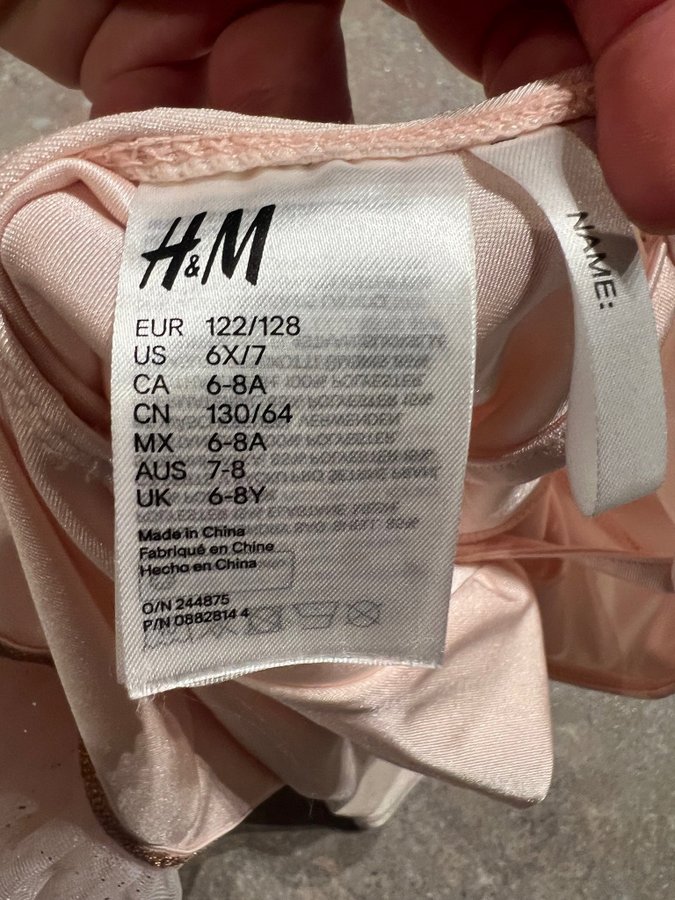 H&M
EUR 122/128
US 6X/7
CA 6-8A
CN 130/64
MX 6-8A
AUS 7-8
UK 6-8Y
Made in China
Fabriqué en Chine
Hecho en China
O/N 244875
P/N 0882814 4
NAME: